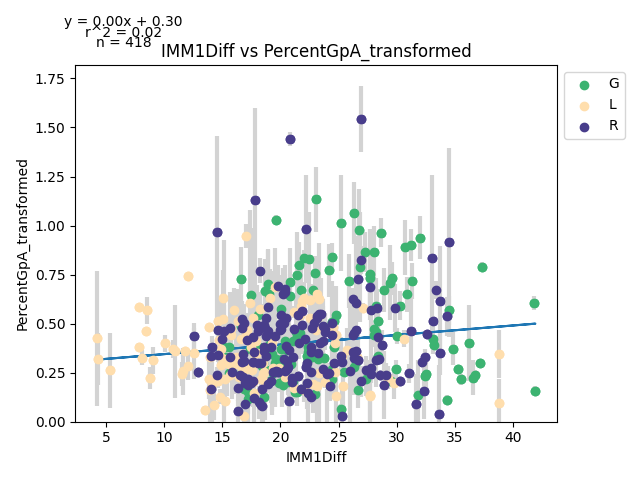 y = 0.00x + 0.30
r^2 = 0.02
n = 418
IMM1Diff vs PercentGpA_transformed
G
L
R
PercentGpA_transformed
1.75
1.50
1.25
1.00
0.75
0.50
0.25
0.00
5 10 15 20 25 30 35 40
IMM1Diff